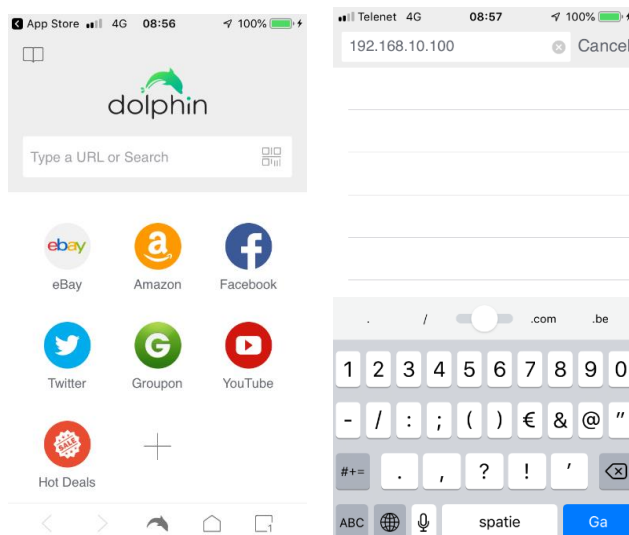 App Store 4G 08:56 100%
dolphin
Type a URL or Search
ebay
a
f
G
eBay Amazon Facebook
Twitter Groupon YouTube
SALE
Hot Deals
1
Telenet 4G 08:57 100%
192.168.10.100 Cancel
. / .com .be
1 2 3 4 5 6 7 8 9 0
- / : ; ( ) € & @ "
#+= . , ? ! '
ABC spatie Ga